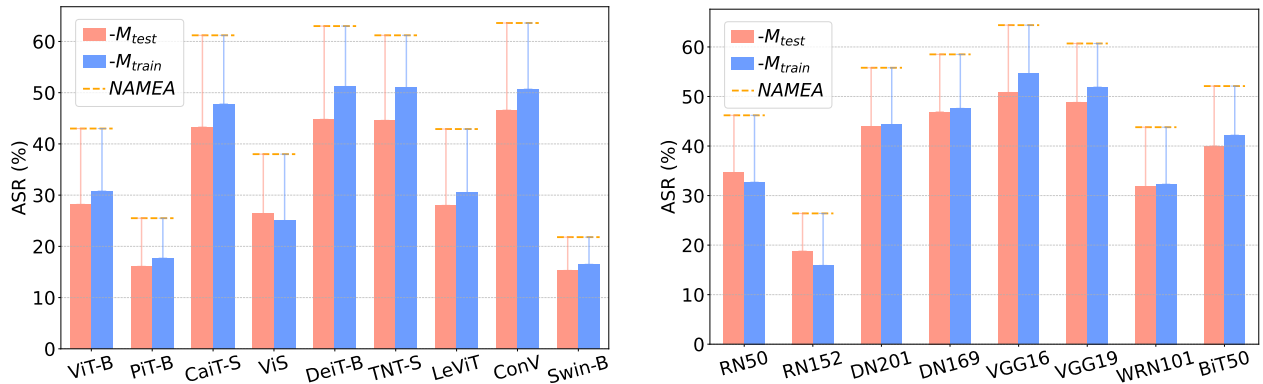 -M_test
-M_train
NAMEA
ASR (%)
60
50
40
30
20
10
0
ViT-B PiT-B CaiT-S ViS DeiT-B TNT-S LeViT ConV Swin-B
-M_test
-M_train
NAMEA
ASR (%)
60
50
40
30
20
10
0
RN50 RN152 DN201 DN169 VGG16 VGG19 WRN101 BiT50